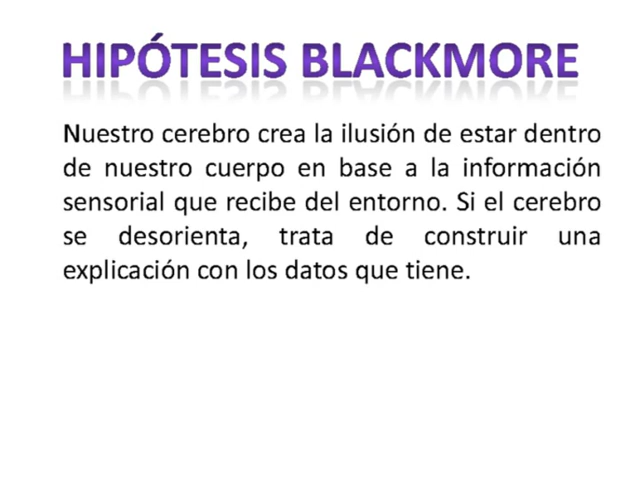 HIPÓTESIS BLACKMORE
Nuestro cerebro crea la ilusión de estar dentro
de nuestro cuerpo en base a la información
sensorial que recibe del entorno. Si el cerebro
se desorienta, trata de construir una
explicación con los datos que tiene.